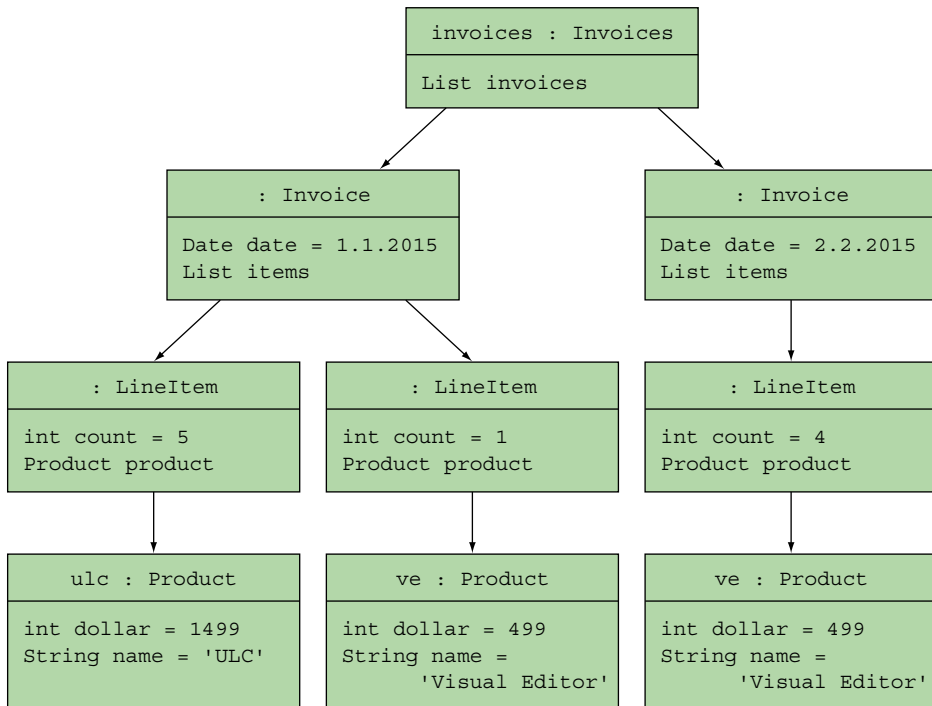 invoices : Invoices
List invoices
: Invoice
Date date = 1.1.2015
List items
: Invoice
Date date = 2.2.2015
List items
: LineItem
int count = 5
Product product
: LineItem
int count = 1
Product product
: LineItem
int count = 4
Product product
ulc : Product
int dollar = 1499
String name = 'ULC'
ve : Product
int dollar = 499
String name =
'Visual Editor'
ve : Product
int dollar = 499
String name =
'Visual Editor'